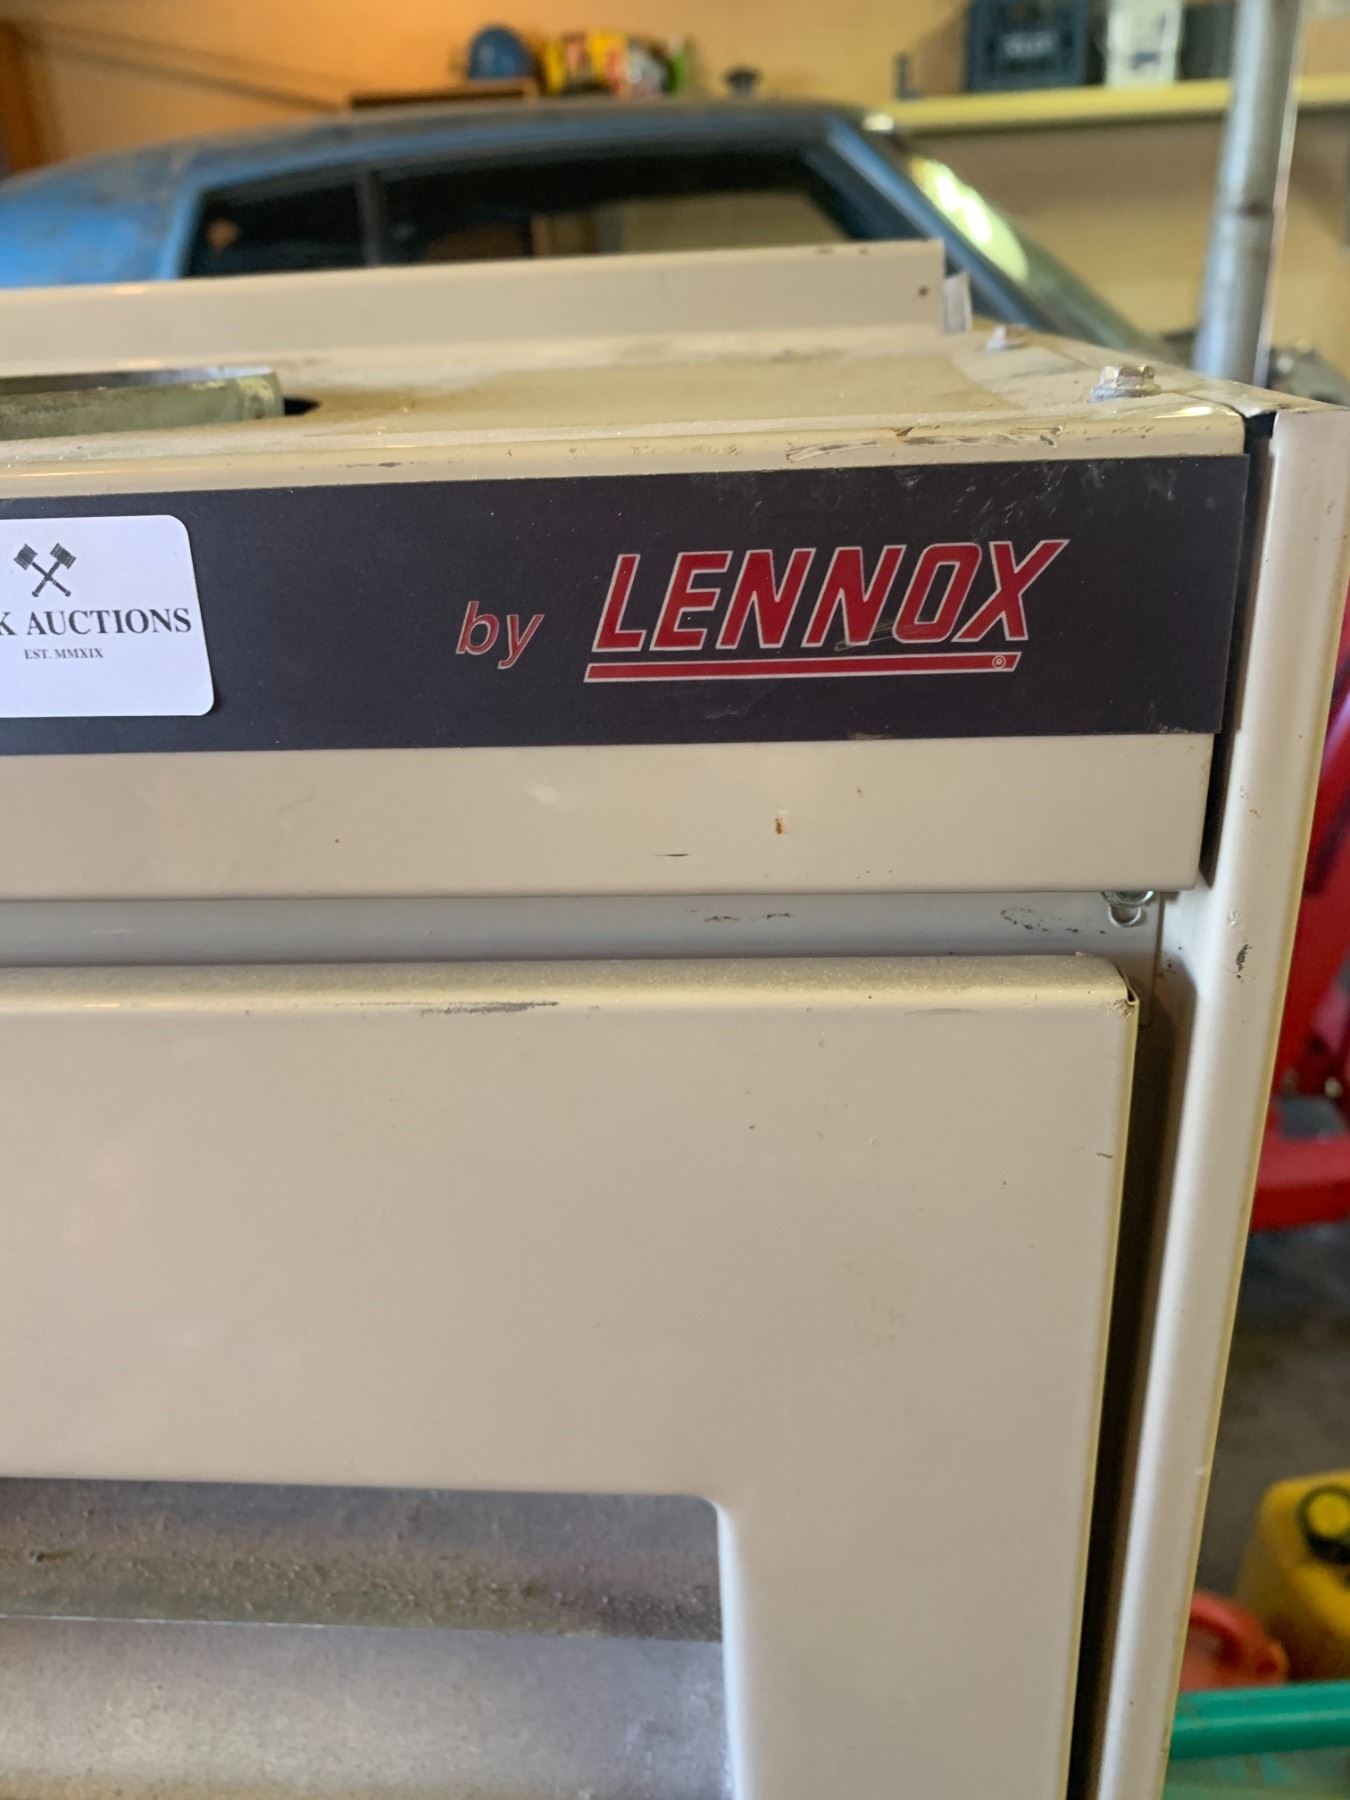 by LENNOX
®
K AUCTIONS
EST. MMXIX